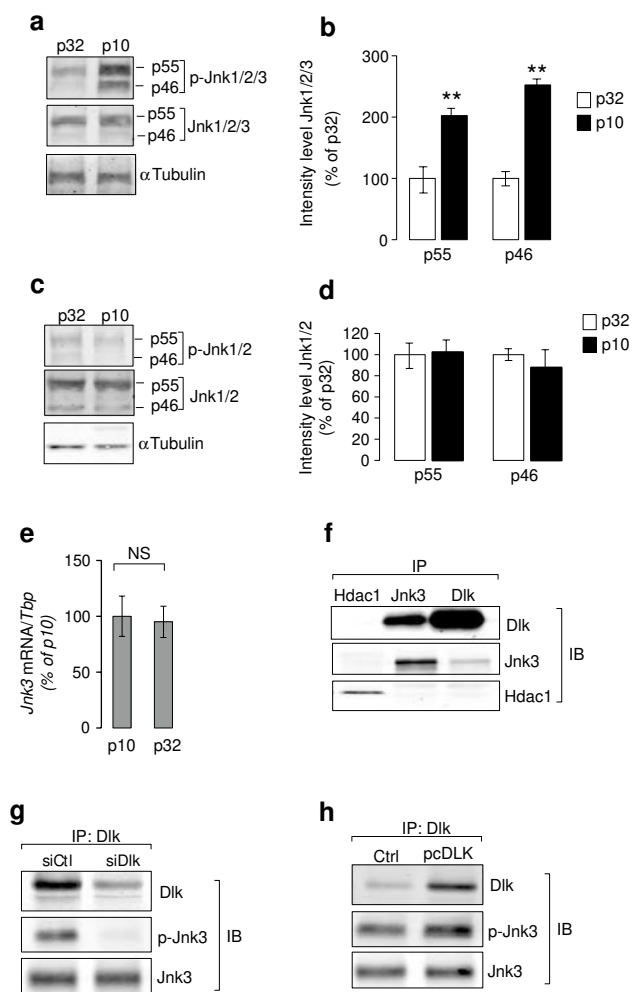 a
p32 p10
p55
p46
p-Jnk1/2/3
p55
p46
Jnk1/2/3
αTubulin
b
Intensity level Jnk1/2/3
(% of p32)
300
200
100
0
**
**
p55 p46
p32
p10
c
p32 p10
p55
p46
p-Jnk1/2
p55
p46
Jnk1/2
αTubulin
d
Intensity level Jnk1/2
(% of p32)
120
100
80
60
40
20
0
p55 p46
p32
p10
e
NS
Jnk3 mRNA/Tbp
(% of p10)
150
100
50
0
p10 p32
f
IP
Hdac1 Jnk3 Dlk
Dlk
Jnk3
Hdac1
IB
g
IP: Dlk
siCtl siDlk
Dlk
p-Jnk3
Jnk3
IB
h
IP: Dlk
Ctrl pcDLK
Dlk
p-Jnk3
Jnk3
IB